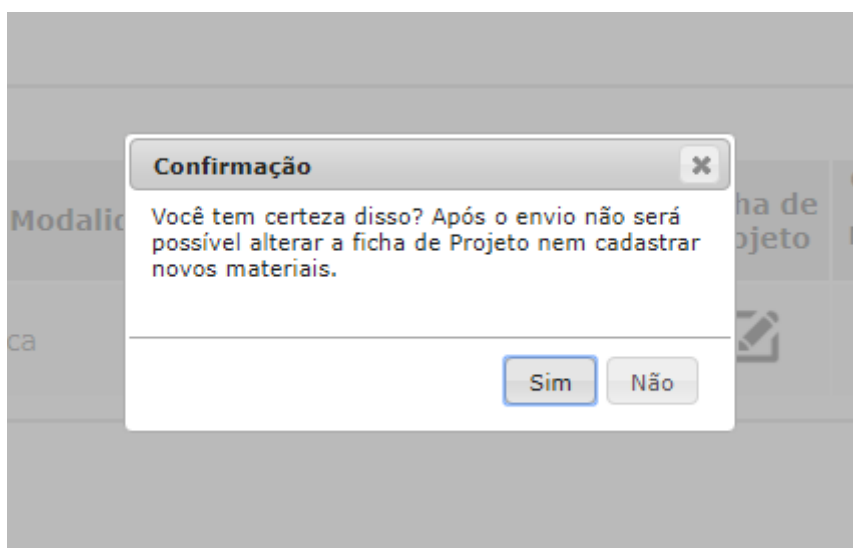 Confirmação
Você tem certeza disso? Após o envio não será
possível alterar a ficha de Projeto nem cadastrar
novos materiais.
Sim Não